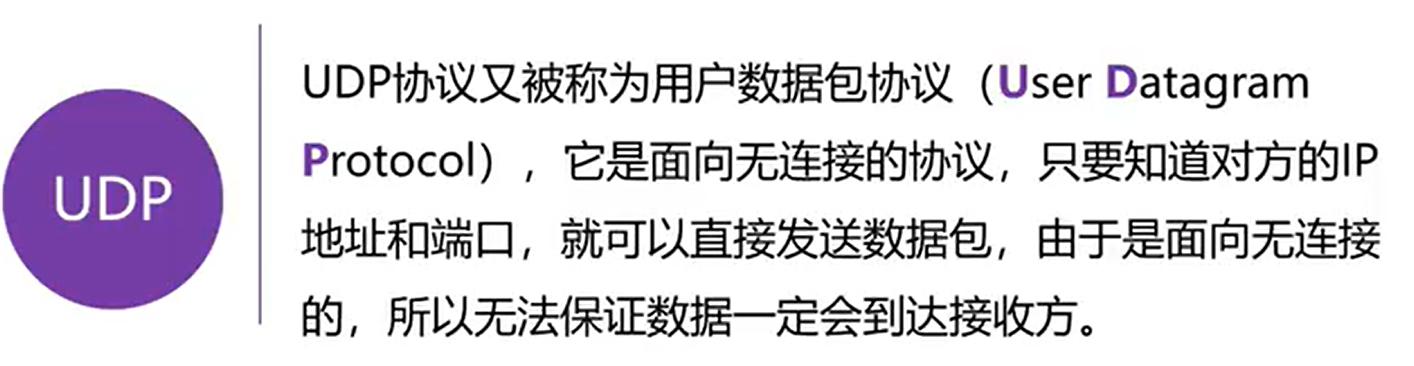 UDP
UDP协议又被称为用户数据包协议（User Datagram
Protocol），它是面向无连接的协议，只要知道对方的IP
地址和端口，就可以直接发送数据包，由于是面向无连接
的，所以无法保证数据一定会到达接收方。